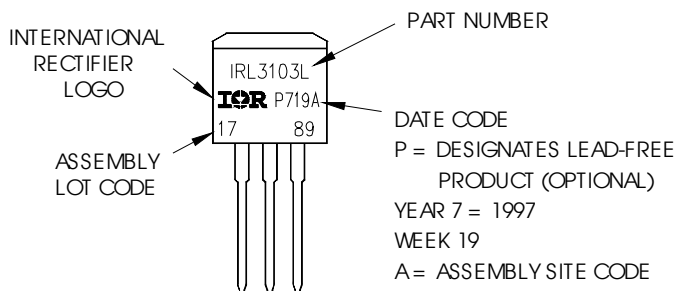 INTERNATIONAL
RECTIFIER
LOGO
ASSEMBLY
LOT CODE
IRL3103L
IOR P719A
17 89
PART NUMBER
DATE CODE
P = DESIGNATES LEAD-FREE
PRODUCT (OPTIONAL)
YEAR 7 = 1997
WEEK 19
A = ASSEMBLY SITE CODE